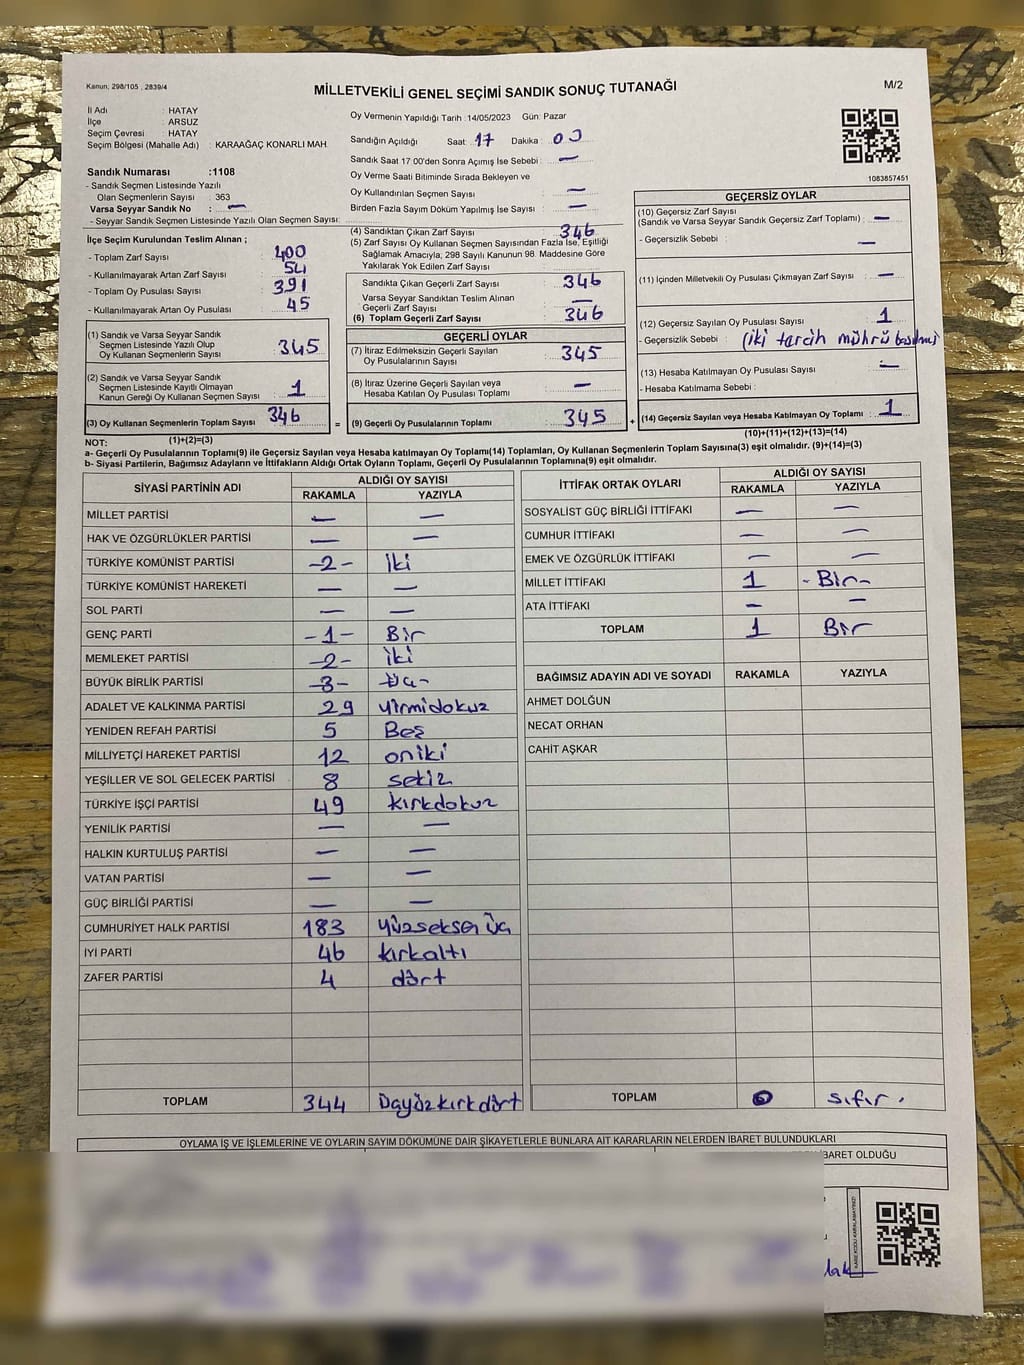 Kanun; 298/105 , 2839/4
MİLLETVEKİLİ GENEL SEÇİMİ SANDIK SONUÇ TUTANAĞI
M/2
İl Adı : HATAY
İlçe : ARSUZ
Seçim Çevresi : HATAY
Seçim Bölgesi (Mahalle Adı) : KARAAĞAÇ KONARLI MAH.
Sandık Numarası :1108
- Sandık Seçmen Listesinde Yazılı
Olan Seçmenlerin Sayısı : 363
Varsa Seyyar Sandık No : —
- Seyyar Sandık Seçmen Listesinde Yazılı Olan Seçmen Sayısı:
Oy Vermenin Yapıldığı Tarih :14/05/2023 Gün: Pazar
Sandığın Açıldığı Saat : 17 Dakika : 00
Sandık Saat 17.00'den Sonra Açımış İse Sebebi : —
Oy Verme Saati Bitiminde Sırada Bekleyen ve
Oy Kullandırılan Seçmen Sayısı : —
Birden Fazla Sayım Döküm Yapılmış İse Sayısı : —
1083857451
İlçe Seçim Kurulundan Teslim Alınan ;
- Toplam Zarf Sayısı : 400
- Kullanılmayarak Artan Zarf Sayısı : 54
- Toplam Oy Pusulası Sayısı : 391
- Kullanılmayarak Artan Oy Pusulası : 45
(1) Sandık ve Varsa Seyyar Sandık
Seçmen Listesinde Yazılı Olup
Oy Kullanan Seçmenlerin Sayısı : 345
(2) Sandık ve Varsa Seyyar Sandık
Seçmen Listesinde Kayıtlı Olmayan
Kanun Gereği Oy Kullanan Seçmen Sayısı : 1
(3) Oy Kullanan Seçmenlerin Toplam Sayısı : 346
(1)+(2)=(3)
(4) Sandıktan Çıkan Zarf Sayısı : 346
(5) Zarf Sayısı Oy Kullanan Seçmen Sayısından Fazla İse, Eşitliği
Sağlamak Amacıyla; 298 Sayılı Kanunun 98. Maddesine Göre
Yakılarak Yok Edilen Zarf Sayısı :
Sandıkta Çıkan Geçerli Zarf Sayısı : 346
Varsa Seyyar Sandıktan Teslim Alınan
Geçerli Zarf Sayısı : —
(6) Toplam Geçerli Zarf Sayısı : 346
GEÇERLİ OYLAR
(7) İtiraz Edilmeksizin Geçerli Sayılan
Oy Pusulalarının Sayısı : 345
(8) İtiraz Üzerine Geçerli Sayılan veya
Hesaba Katılan Oy Pusulası Toplamı : —
= (9) Geçerli Oy Pusulalarının Toplamı : 345
GEÇERSİZ OYLAR
(10) Geçersiz Zarf Sayısı
(Sandık ve Varsa Seyyar Sandık Geçersiz Zarf Toplamı) : —
- Geçersizlik Sebebi : —
(11) İçinden Milletvekili Oy Pusulası Çıkmayan Zarf Sayısı : —
(12) Geçersiz Sayılan Oy Pusulası Sayısı : 1
- Geçersizlik Sebebi : (iki tercih mührü basılmış
(13) Hesaba Katılmayan Oy Pusulası Sayısı : —
- Hesaba Katılmama Sebebi :
+ (14) Geçersiz Sayılan veya Hesaba Katılmayan Oy Toplamı : 1
(10)+(11)+(12)+(13)=(14)
NOT:
a- Geçerli Oy Pusulasının Toplamı(9) ile Geçersiz Sayılan veya Hesaba katılmayan Oy Toplamı(14) Toplamları, Oy Kullanan Seçmenlerin Toplam Sayısına(3) eşit olmalıdır. (9)+(14)=(3)
b- Siyasi Partilerin, Bağımsız Adayların ve İttifakların Aldığı Ortak Oyların Toplamı, Geçerli Oy Pusulalarının Toplamına(9) eşit olmalıdır.
SİYASİ PARTİNİN ADI ALDIĞI OY SAYISI
RAKAMLA YAZIYLA
MİLLET PARTİSİ — —
HAK VE ÖZGÜRLÜKLER PARTİSİ — —
TÜRKİYE KOMÜNİST PARTİSİ -2- iki
TÜRKİYE KOMÜNİST HAREKETİ — —
SOL PARTİ — —
GENÇ PARTİ -1- Bir
MEMLEKET PARTİSİ -2- iki
BÜYÜK BİRLİK PARTİSİ -3- -üç-
ADALET VE KALKINMA PARTİSİ 29 yirmidokuz
YENİDEN REFAH PARTİSİ 5 Beş
MİLLİYETÇİ HAREKET PARTİSİ 12 oniki
YEŞİLLER VE SOL GELECEK PARTİSİ 8 sekiz
TÜRKİYE İŞÇİ PARTİSİ 49 kırkdokuz
YENİLİK PARTİSİ — —
HALKIN KURTULUŞ PARTİSİ — —
VATAN PARTİSİ — —
GÜÇ BİRLİĞİ PARTİSİ — —
CUMHURİYET HALK PARTİSİ 183 yüzseksen üç
İYİ PARTİ 46 kırkaltı
ZAFER PARTİSİ 4 dört
TOPLAM 344 üçyüzkırkdört
İTTİFAK ORTAK OYLARI ALDIĞI OY SAYISI
RAKAMLA YAZIYLA
SOSYALİST GÜÇ BİRLİĞİ İTTİFAKI — —
CUMHUR İTTİFAKI — —
EMEK VE ÖZGÜRLÜK İTTİFAKI — —
MİLLET İTTİFAKI 1 -Bir-
ATA İTTİFAKI — —
TOPLAM 1 Bir
BAĞIMSIZ ADAYIN ADI VE SOYADI RAKAMLA YAZIYLA
AHMET DOLĞUN
NECAT ORHAN
CAHİT AŞKAR
TOPLAM 0 sıfır.
OYLAMA İŞ VE İŞLEMLERİNE VE OYLARIN SAYIM DÖKÜMÜNE DAİR ŞİKAYETLERLE BUNLARA AİT KARARLARIN NELERDEN İBARET BULUNDUKLARI
İBARET OLDUĞU